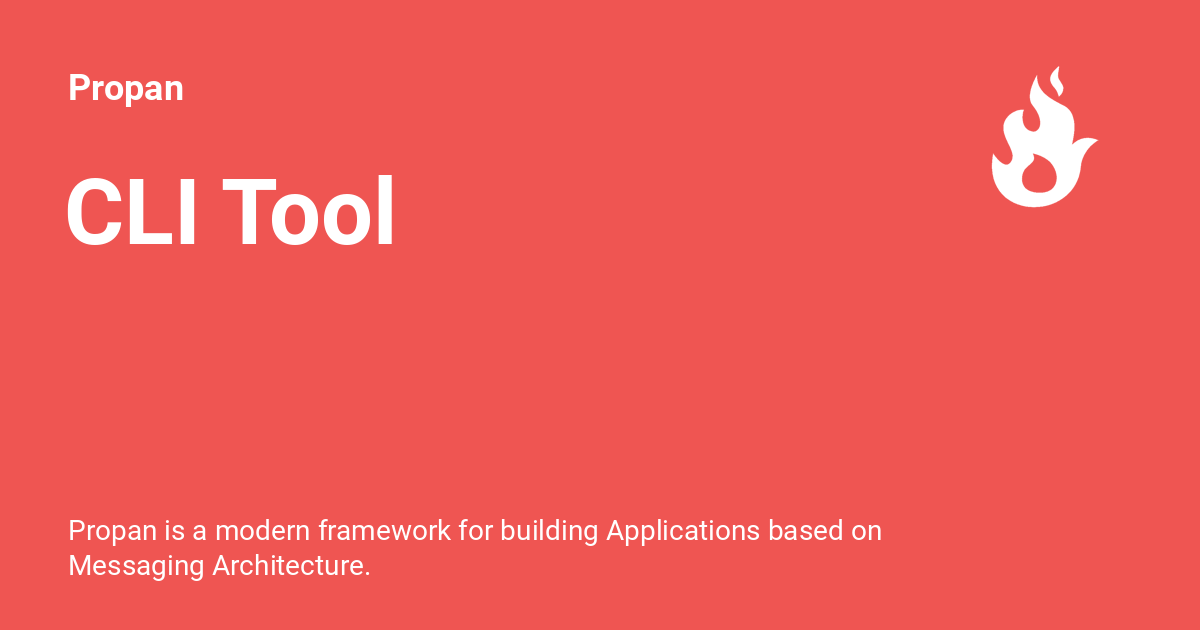 Propan
CLI Tool
Propan is a modern framework for building Applications based on
Messaging Architecture.